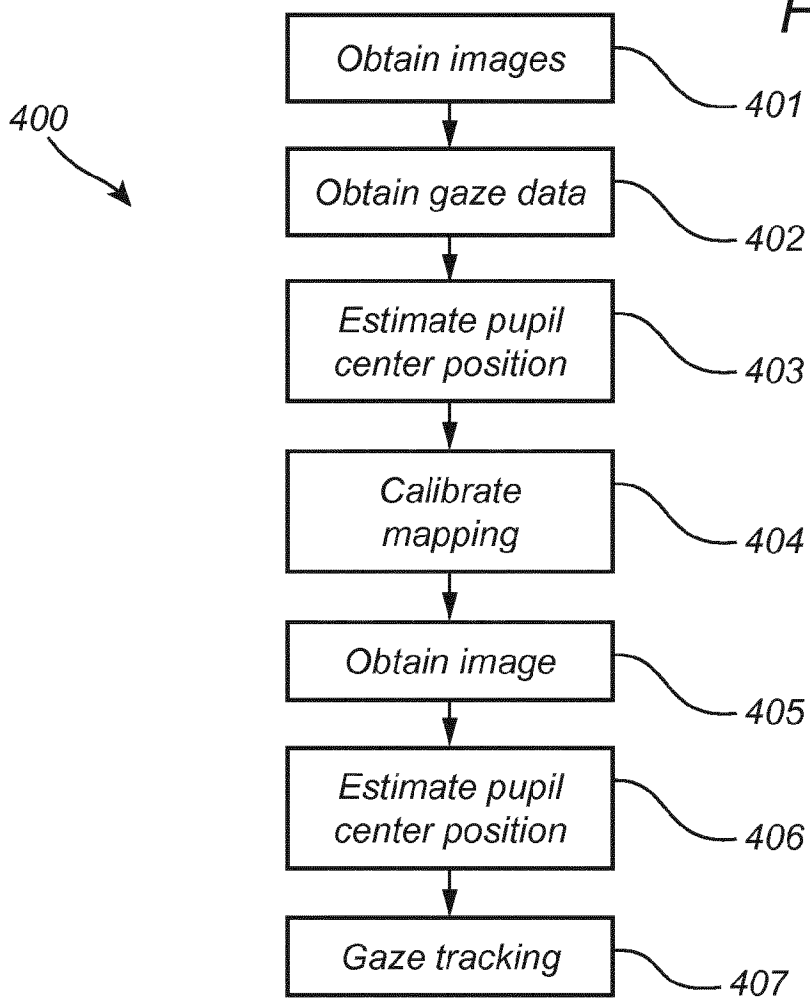 Obtain images
401
400
Obtain gaze data
402
Estimate pupil
center position
403
Calibrate
mapping
404
Obtain image
405
Estimate pupil
center position
406
Gaze tracking
407